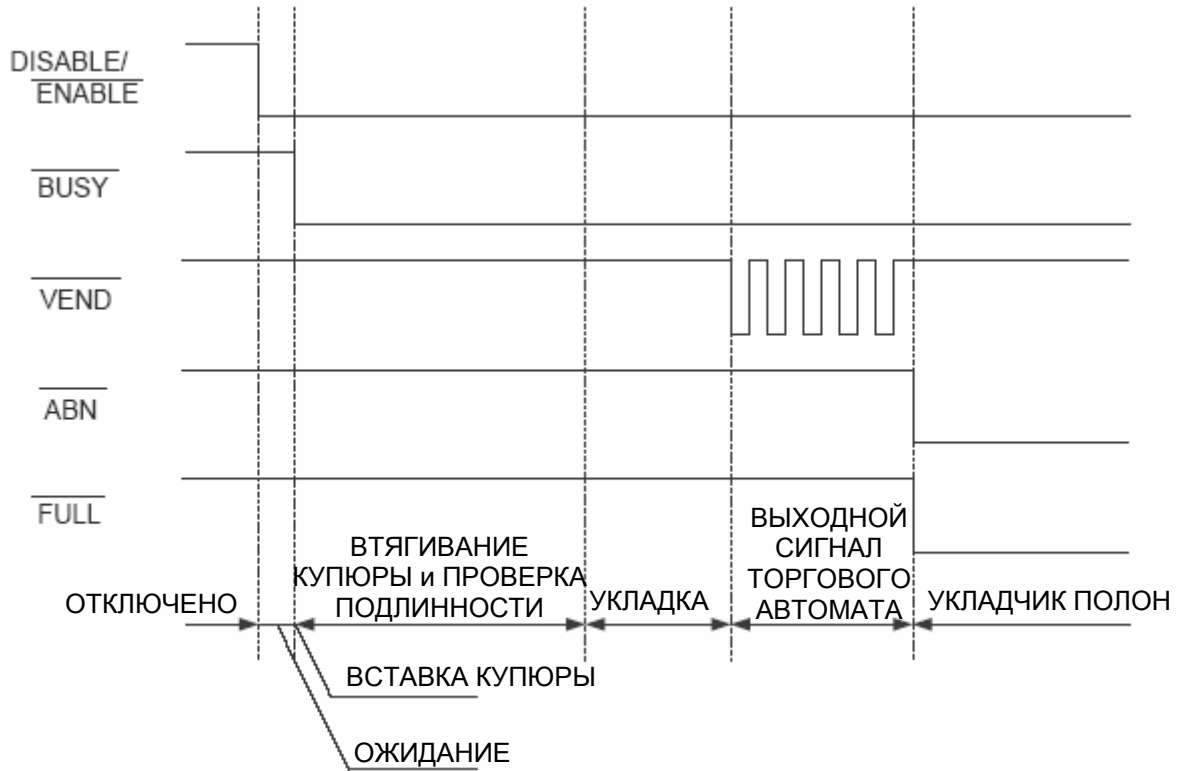 DISABLE/
ENABLE
BUSY
VEND
ABN
FULL
ОТКЛЮЧЕНО
ВТЯГИВАНИЕ
КУПЮРЫ и ПРОВЕРКА
ПОДЛИННОСТИ
УКЛАДКА
ВЫХОДНОЙ
СИГНАЛ
ТОРГОВОГО
АВТОМАТА
УКЛАДЧИК ПОЛОН
ВСТАВКА КУПЮРЫ
ОЖИДАНИЕ